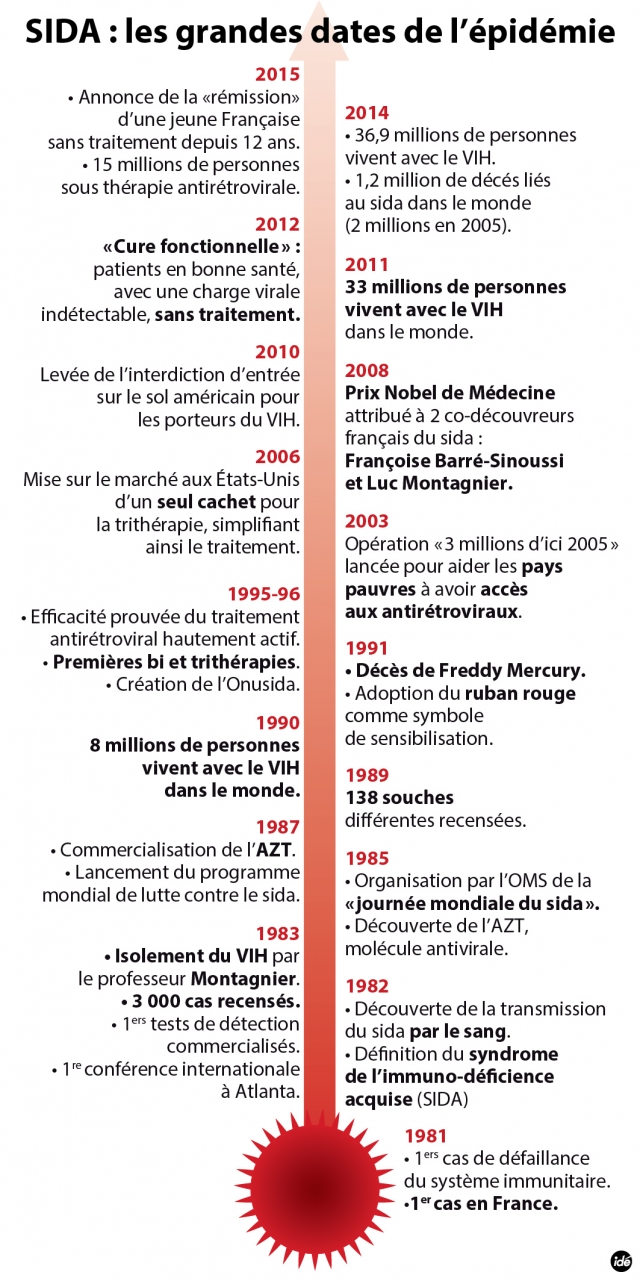 SIDA : les grandes dates de l’épidémie
2015
• Annonce de la «rémission»
d’une jeune Française
sans traitement depuis 12 ans.
• 15 millions de personnes
sous thérapie antirétrovirale.
2014
• 36,9 millions de personnes
vivent avec le VIH.
• 1,2 million de décés liés
au sida dans le monde
(2 millions en 2005).
2012
«Cure fonctionnelle» :
patients en bonne santé,
avec une charge virale
indétectable, sans traitement.
2011
33 millions de personnes
vivent avec le VIH
dans le monde.
2010
Levée de l’interdiction d’entrée
sur le sol américain pour
les porteurs du VIH.
2008
Prix Nobel de Médecine
attribué à 2 co-découvreurs
français du sida :
Françoise Barré-Sinoussi
et Luc Montagnier.
2006
Mise sur le marché aux États-Unis
d’un seul cachet pour
la trithérapie, simplifiant
ainsi le traitement.
2003
Opération «3 millions d’ici 2005»
lancée pour aider les pays
pauvres à avoir accès
aux antirétroviraux.
1995-96
• Efficacité prouvée du traitement
antirétroviral hautement actif.
• Premières bi et trithérapies.
• Création de l’Onusida.
1991
• Décès de Freddy Mercury.
• Adoption du ruban rouge
comme symbole
de sensibilisation.
1990
8 millions de personnes
vivent avec le VIH
dans le monde.
1989
138 souches
différentes recensées.
1987
• Commercialisation de l’AZT.
• Lancement du programme
mondial de lutte contre le sida.
1985
• Organisation par l’OMS de la
«journée mondiale du sida».
• Découverte de l’AZT,
molécule antivirale.
1983
• Isolement du VIH par
le professeur Montagnier.
• 3 000 cas recensés.
• 1ers tests de détection
commercialisés.
• 1re conférence internationale
à Atlanta.
1982
• Découverte de la transmission
du sida par le sang.
• Définition du syndrome
de l’immuno-déficience
acquise (SIDA)
1981
• 1ers cas de défaillance
du système immunitaire.
•1er cas en France.
idé